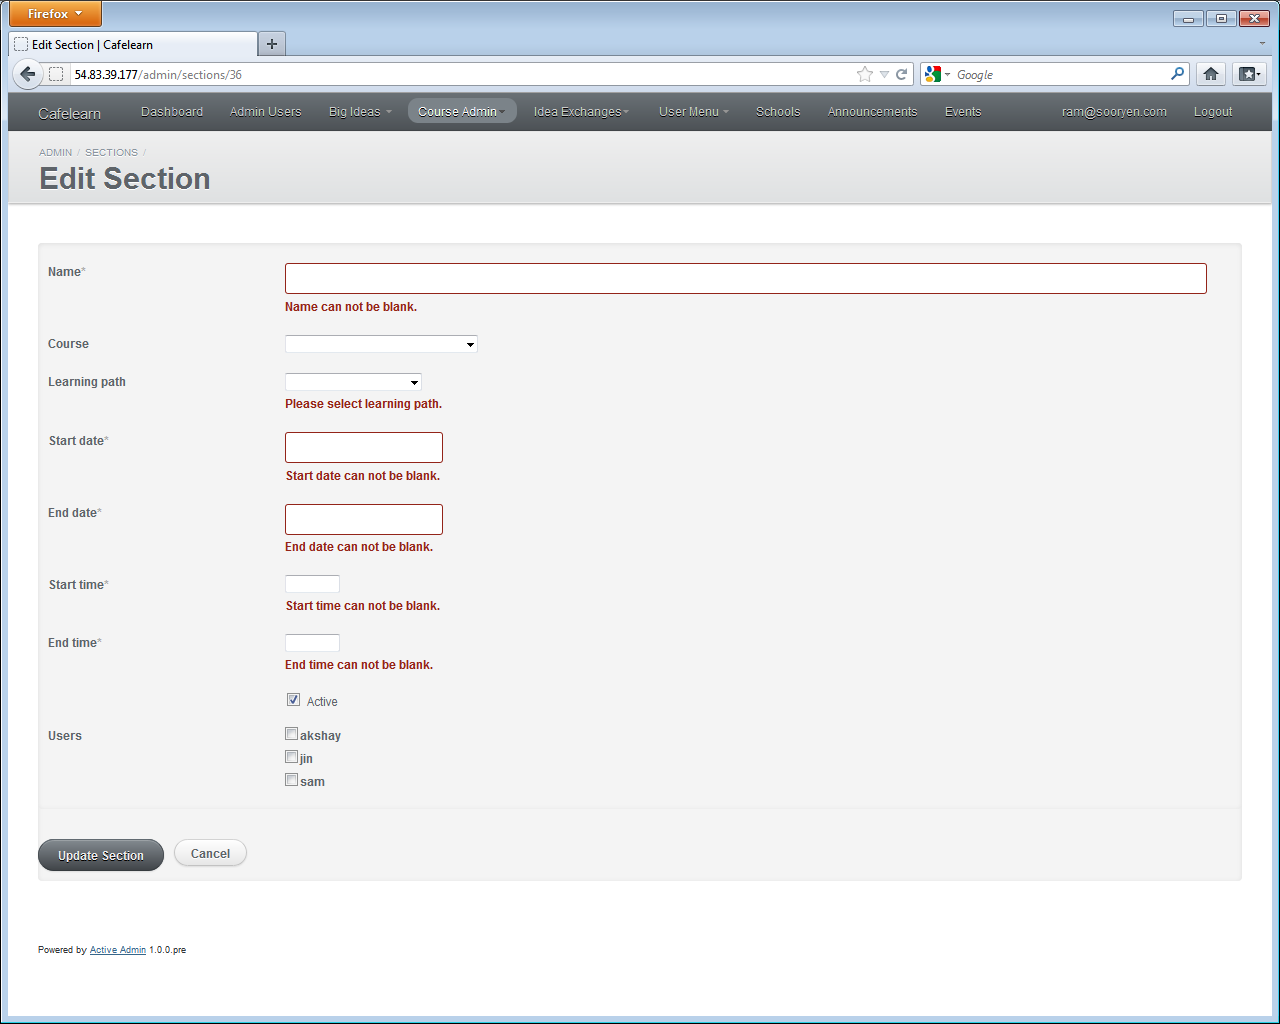 Firefox
Edit Section | Cafelearn
54.83.39.177/admin/sections/36
Google
Cafelearn Dashboard Admin Users Big Ideas Course Admin Idea Exchanges User Menu Schools Announcements Events ram@sooryen.com Logout
ADMIN / SECTIONS /
Edit Section
Name*
Name can not be blank.
Course
Learning path
Please select learning path.
Start date*
Start date can not be blank.
End date*
End date can not be blank.
Start time*
Start time can not be blank.
End time*
End time can not be blank.
Active
Users
akshay
jin
sam
Update Section Cancel
Powered by Active Admin 1.0.0.pre